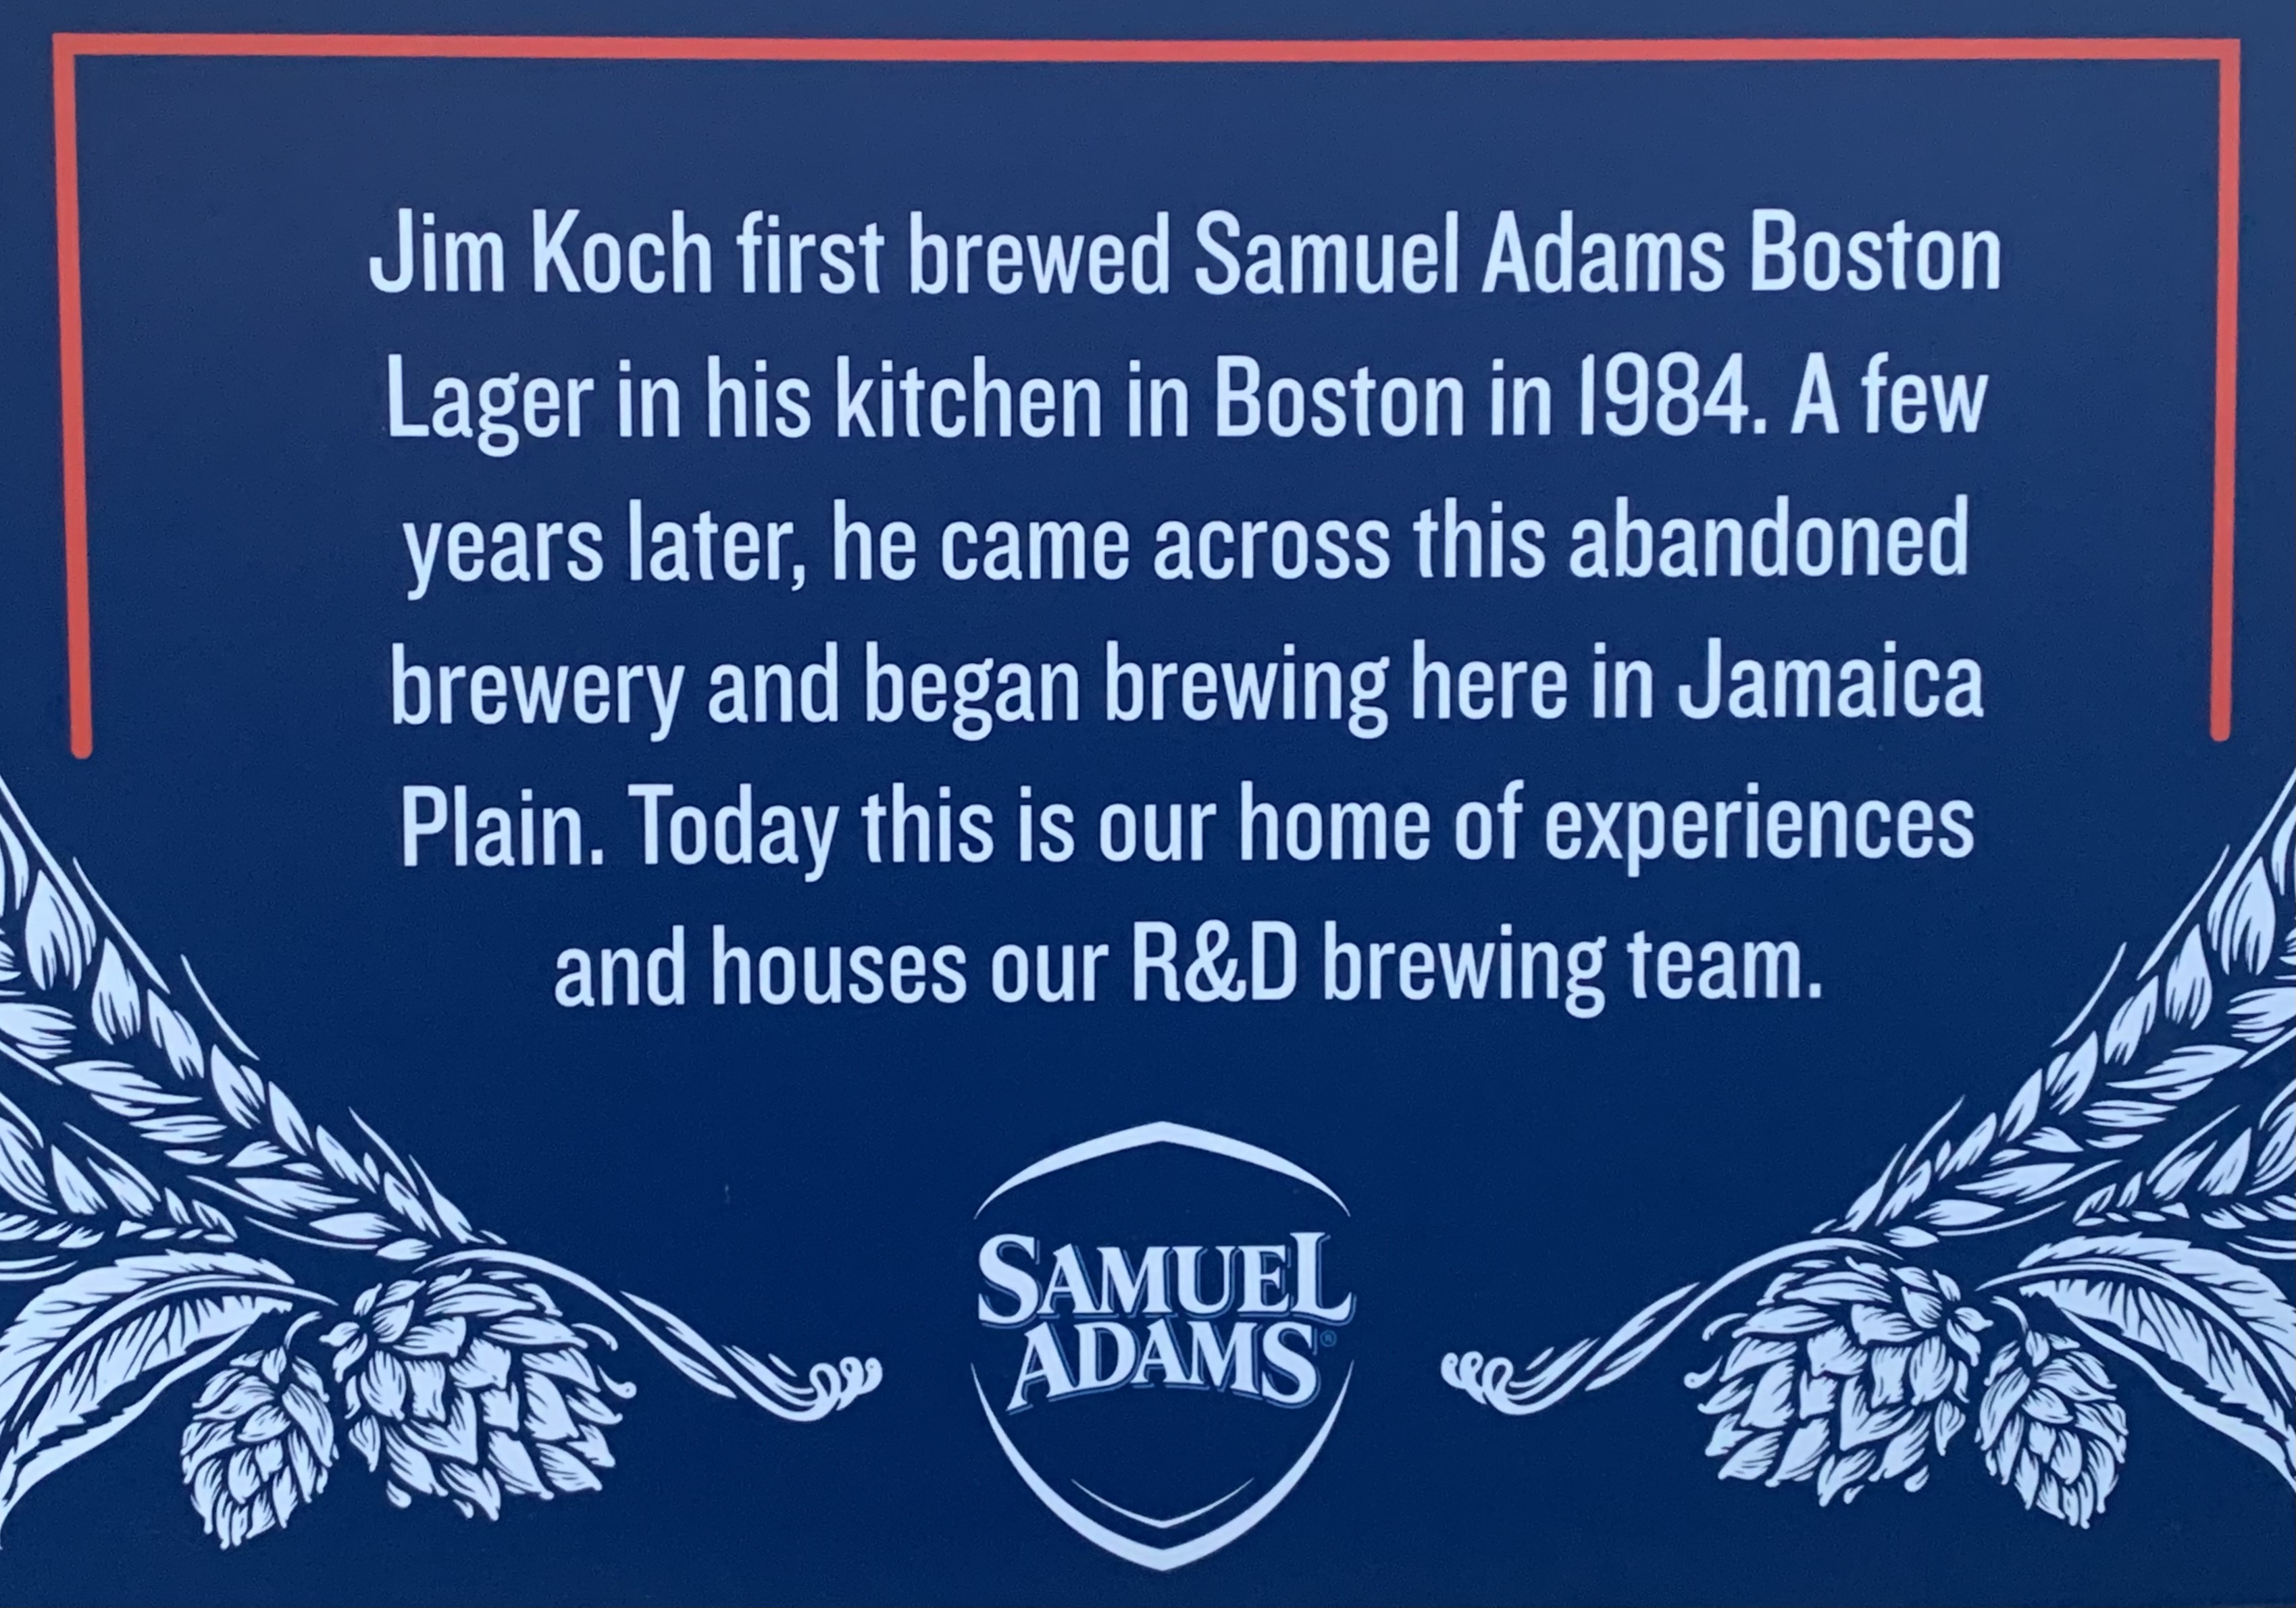 Jim Koch first brewed Samuel Adams Boston
Lager in his kitchen in Boston in 1984. A few
years later, he came across this abandoned
brewery and began brewing here in Jamaica
Plain. Today this is our home of experiences
and houses our R&D brewing team.
SAMUEL
ADAMS®